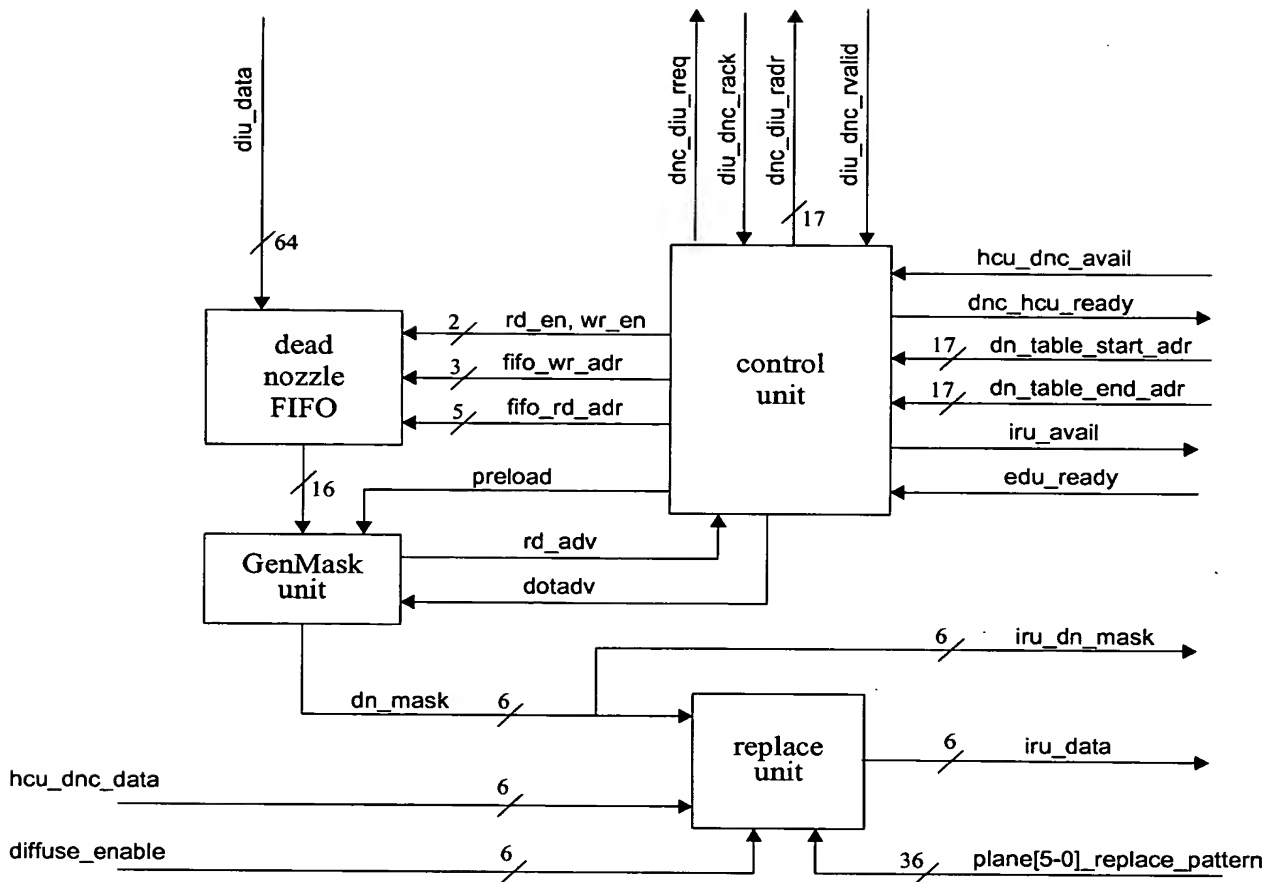 diu_data
64
dnc_diu_rreq
diu_dnc_rack
dnc_diu_radr
17
diu_dnc_rvalid
dead
nozzle
FIFO
2 rd_en, wr_en
3 fifo_wr_adr
5 fifo_rd_adr
control
unit
hcu_dnc_avail
dnc_hcu_ready
17 dn_table_start_adr
17 dn_table_end_adr
iru_avail
edu_ready
16
preload
GenMask
unit
rd_adv
dotadv
6 iru_dn_mask
dn_mask 6
replace
unit
6 iru_data
hcu_dnc_data
6
diffuse_enable
6
36 plane[5-0]_replace_pattern